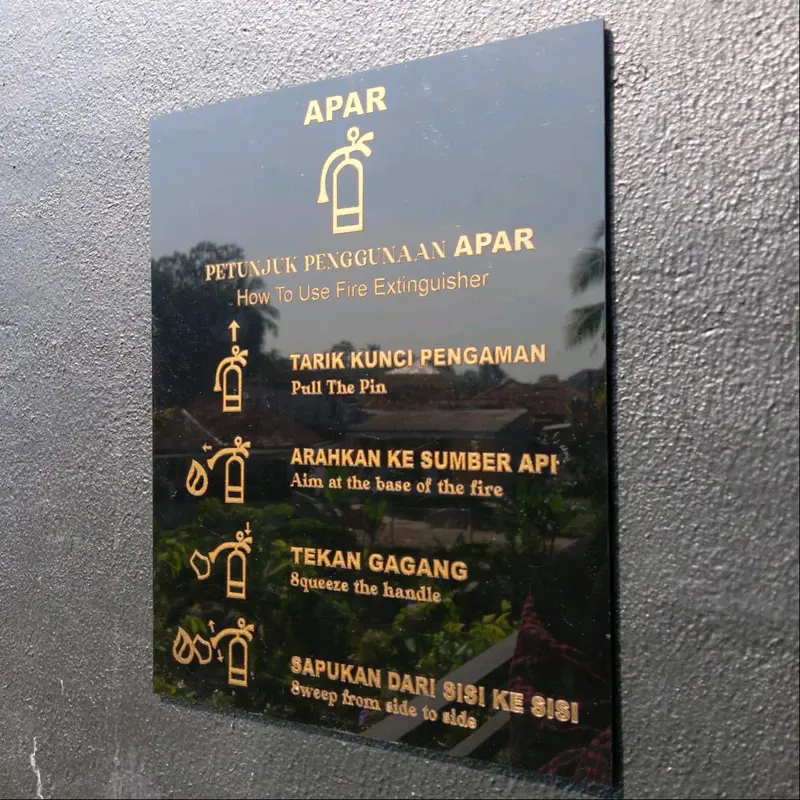 APAR
PETUNJUK PENGGUNAAN APAR
How To Use Fire Extinguisher
TARIK KUNCI PENGAMAN
Pull The Pin
ARAHKAN KE SUMBER API
Aim at the base of the fire
TEKAN GAGANG
Squeeze the handle
SAPUKAN DARI SISI KE SISI
Sweep from side to side